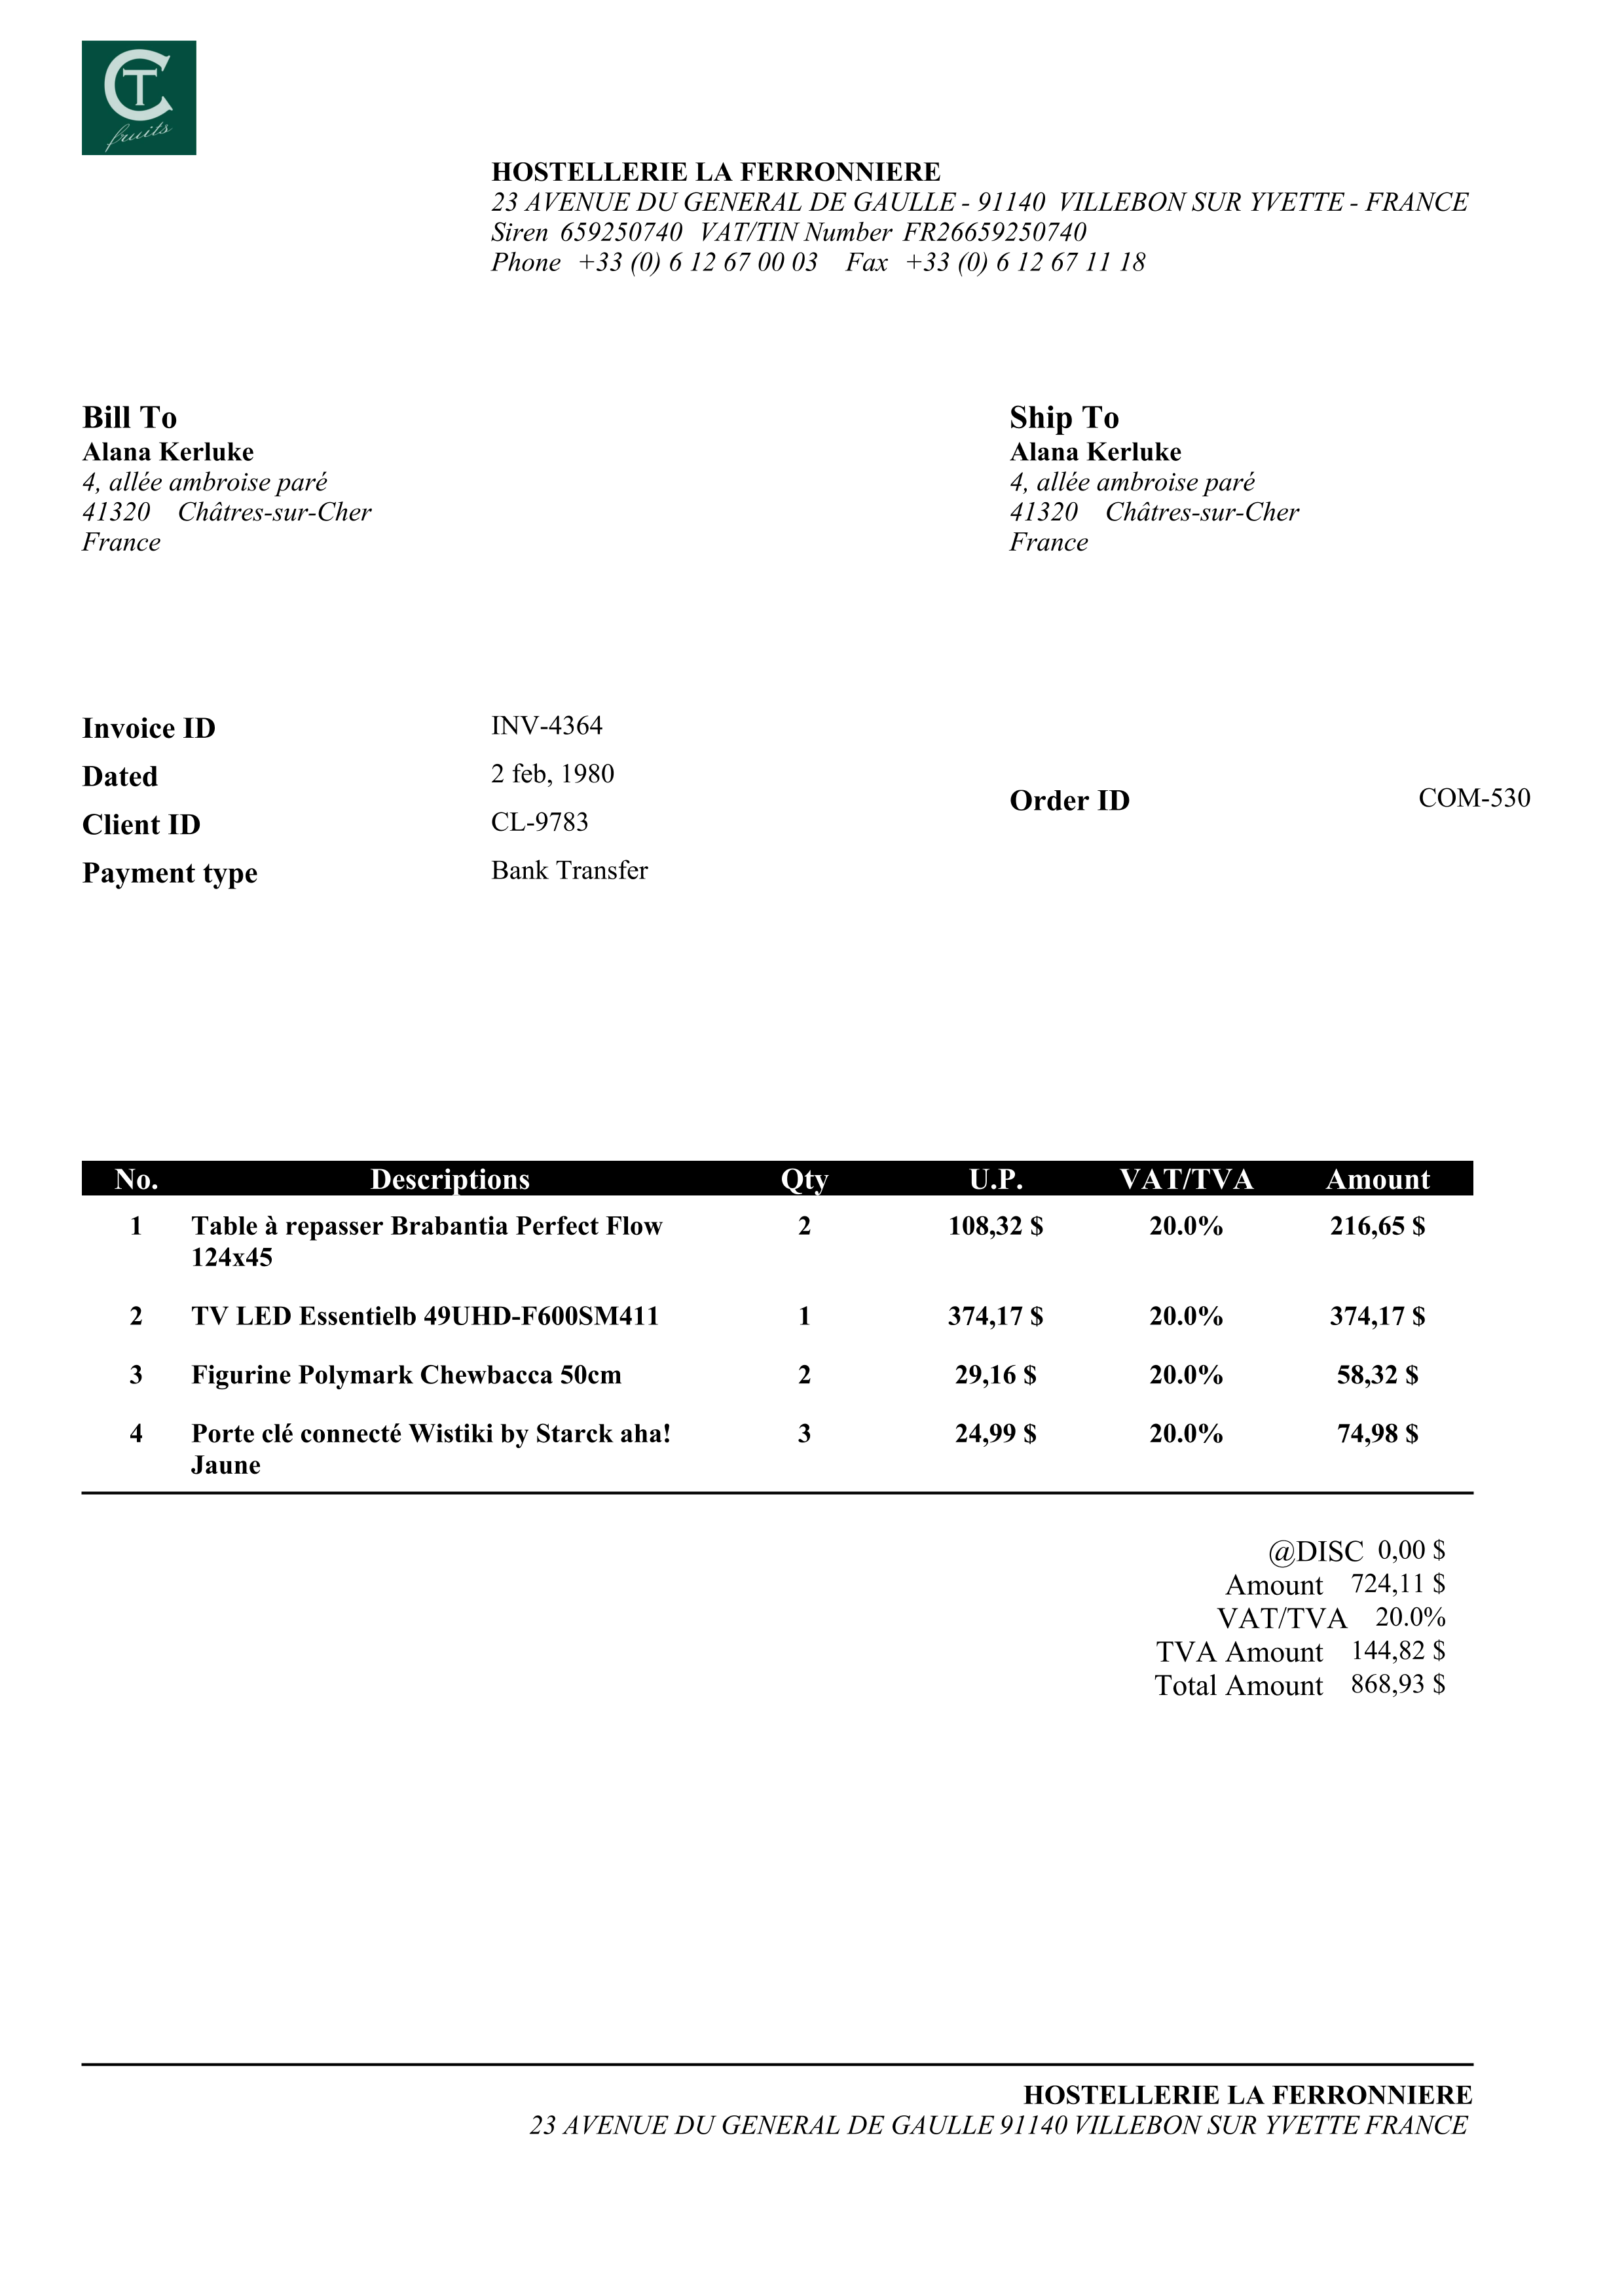 CT
fruits
HOSTELLERIE LA FERRONNIERE
23 AVENUE DU GENERAL DE GAULLE - 91140 VILLEBON SUR YVETTE - FRANCE
Siren 659250740 VAT/TIN Number FR26659250740
Phone +33 (0) 6 12 67 00 03 Fax +33 (0) 6 12 67 11 18
Bill To
Alana Kerluke
4, allée ambroise paré
41320 Châtres-sur-Cher
France
Ship To
Alana Kerluke
4, allée ambroise paré
41320 Châtres-sur-Cher
France
Invoice ID INV-4364
Dated 2 feb, 1980
Client ID CL-9783
Payment type Bank Transfer
Order ID COM-530
No. Descriptions Qty U.P. VAT/TVA Amount
1 Table à repasser Brabantia Perfect Flow 2 108,32 $ 20.0% 216,65 $
124x45
2 TV LED Essentielb 49UHD-F600SM411 1 374,17 $ 20.0% 374,17 $
3 Figurine Polymark Chewbacca 50cm 2 29,16 $ 20.0% 58,32 $
4 Porte clé connecté Wistiki by Starck aha! 3 24,99 $ 20.0% 74,98 $
Jaune
@DISC 0,00 $
Amount 724,11 $
VAT/TVA 20.0%
TVA Amount 144,82 $
Total Amount 868,93 $
HOSTELLERIE LA FERRONNIERE
23 AVENUE DU GENERAL DE GAULLE 91140 VILLEBON SUR YVETTE FRANCE